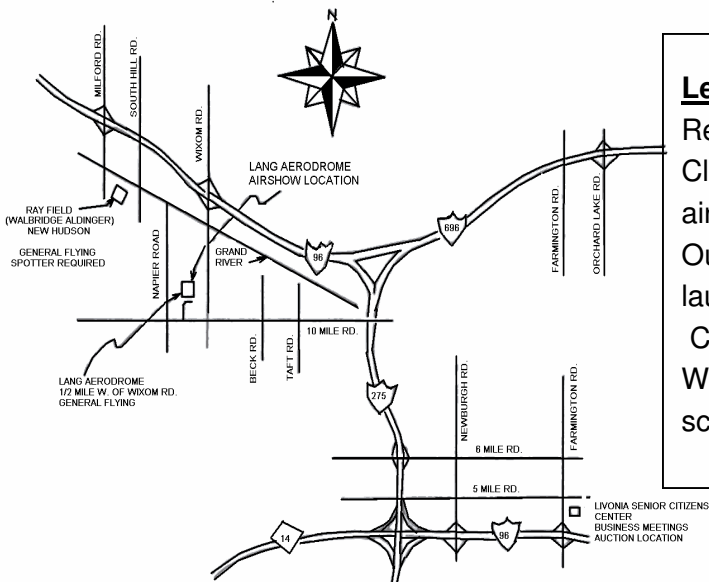 N
MILFORD RD.
SOUTH HILL RD.
WIXOM RD.
LANG AERODROME
AIRSHOW LOCATION
RAY FIELD
(WALBRIDGE ALDINGER)
NEW HUDSON
GENERAL FLYING
SPOTTER REQUIRED
NAPIER ROAD
GRAND
RIVER
96
696
FARMINGTON RD.
ORCHARD LAKE RD.
10 MILE RD.
BECK RD.
TAFT RD.
LANG AERODROME
1/2 MILE W. OF WIXOM RD.
GENERAL FLYING
275
NEWBURGH RD.
FARMINGTON RD.
6 MILE RD.
5 MILE RD.
14
96
LIVONIA SENIOR CITIZENS
CENTER
BUSINESS MEETINGS
AUCTION LOCATION
Le
Re
Cl
air
Ou
lau
C
W
sc